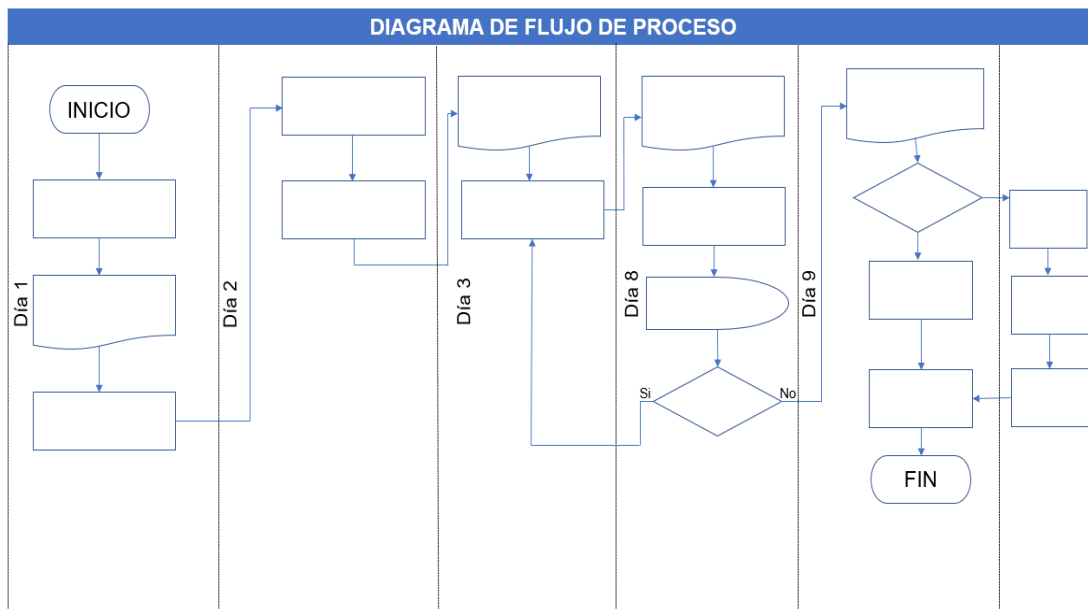 DIAGRAMA DE FLUJO DE PROCESO
INICIO
Día 1
Día 2
Día 3
Día 8
Día 9
Si
No
FIN